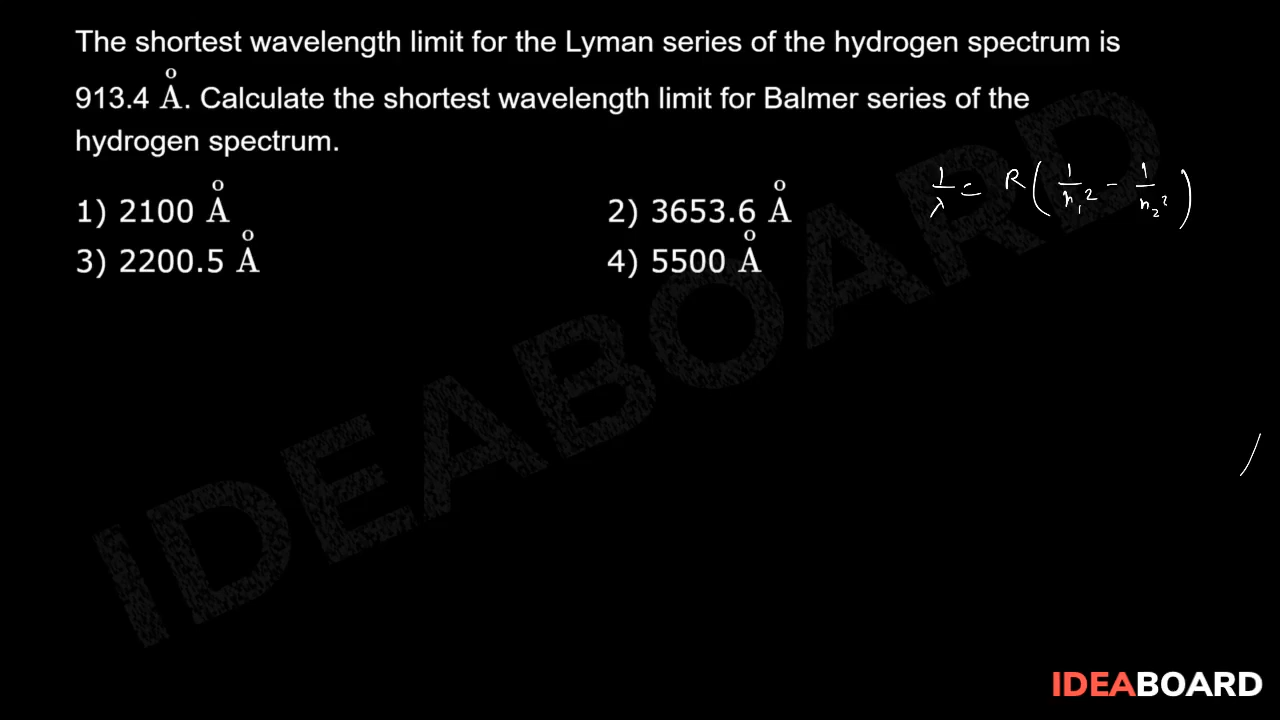 The shortest wavelength limit for the Lyman series of the hydrogen spectrum is
913.4 Å. Calculate the shortest wavelength limit for Balmer series of the
hydrogen spectrum.
1/λ = R(1/n₁² - 1/n₂²)
1) 2100 Å 2) 3653.6 Å
3) 2200.5 Å 4) 5500 Å
IDEABOARD
IDEABOARD